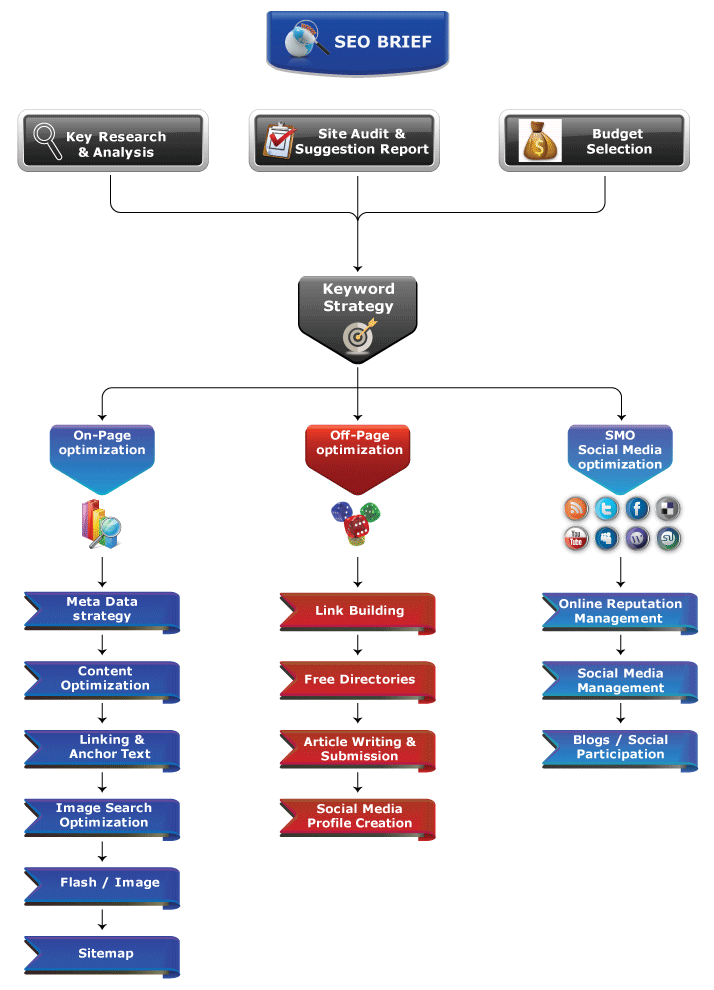 SEO BRIEF
Key Research
& Analysis
Site Audit &
Suggestion Report
$
Budget
Selection
Keyword
Strategy
On-Page
optimization
Off-Page
optimization
SMO
Social Media
optimization
You
Tube
Meta Data
strategy
Content
Optimization
Linking &
Anchor Text
Image Search
Optimization
Flash / Image
Sitemap
Link Building
Free Directories
Article Writing &
Submission
Social Media
Profile Creation
Online Reputation
Management
Social Media
Management
Blogs / Social
Participation